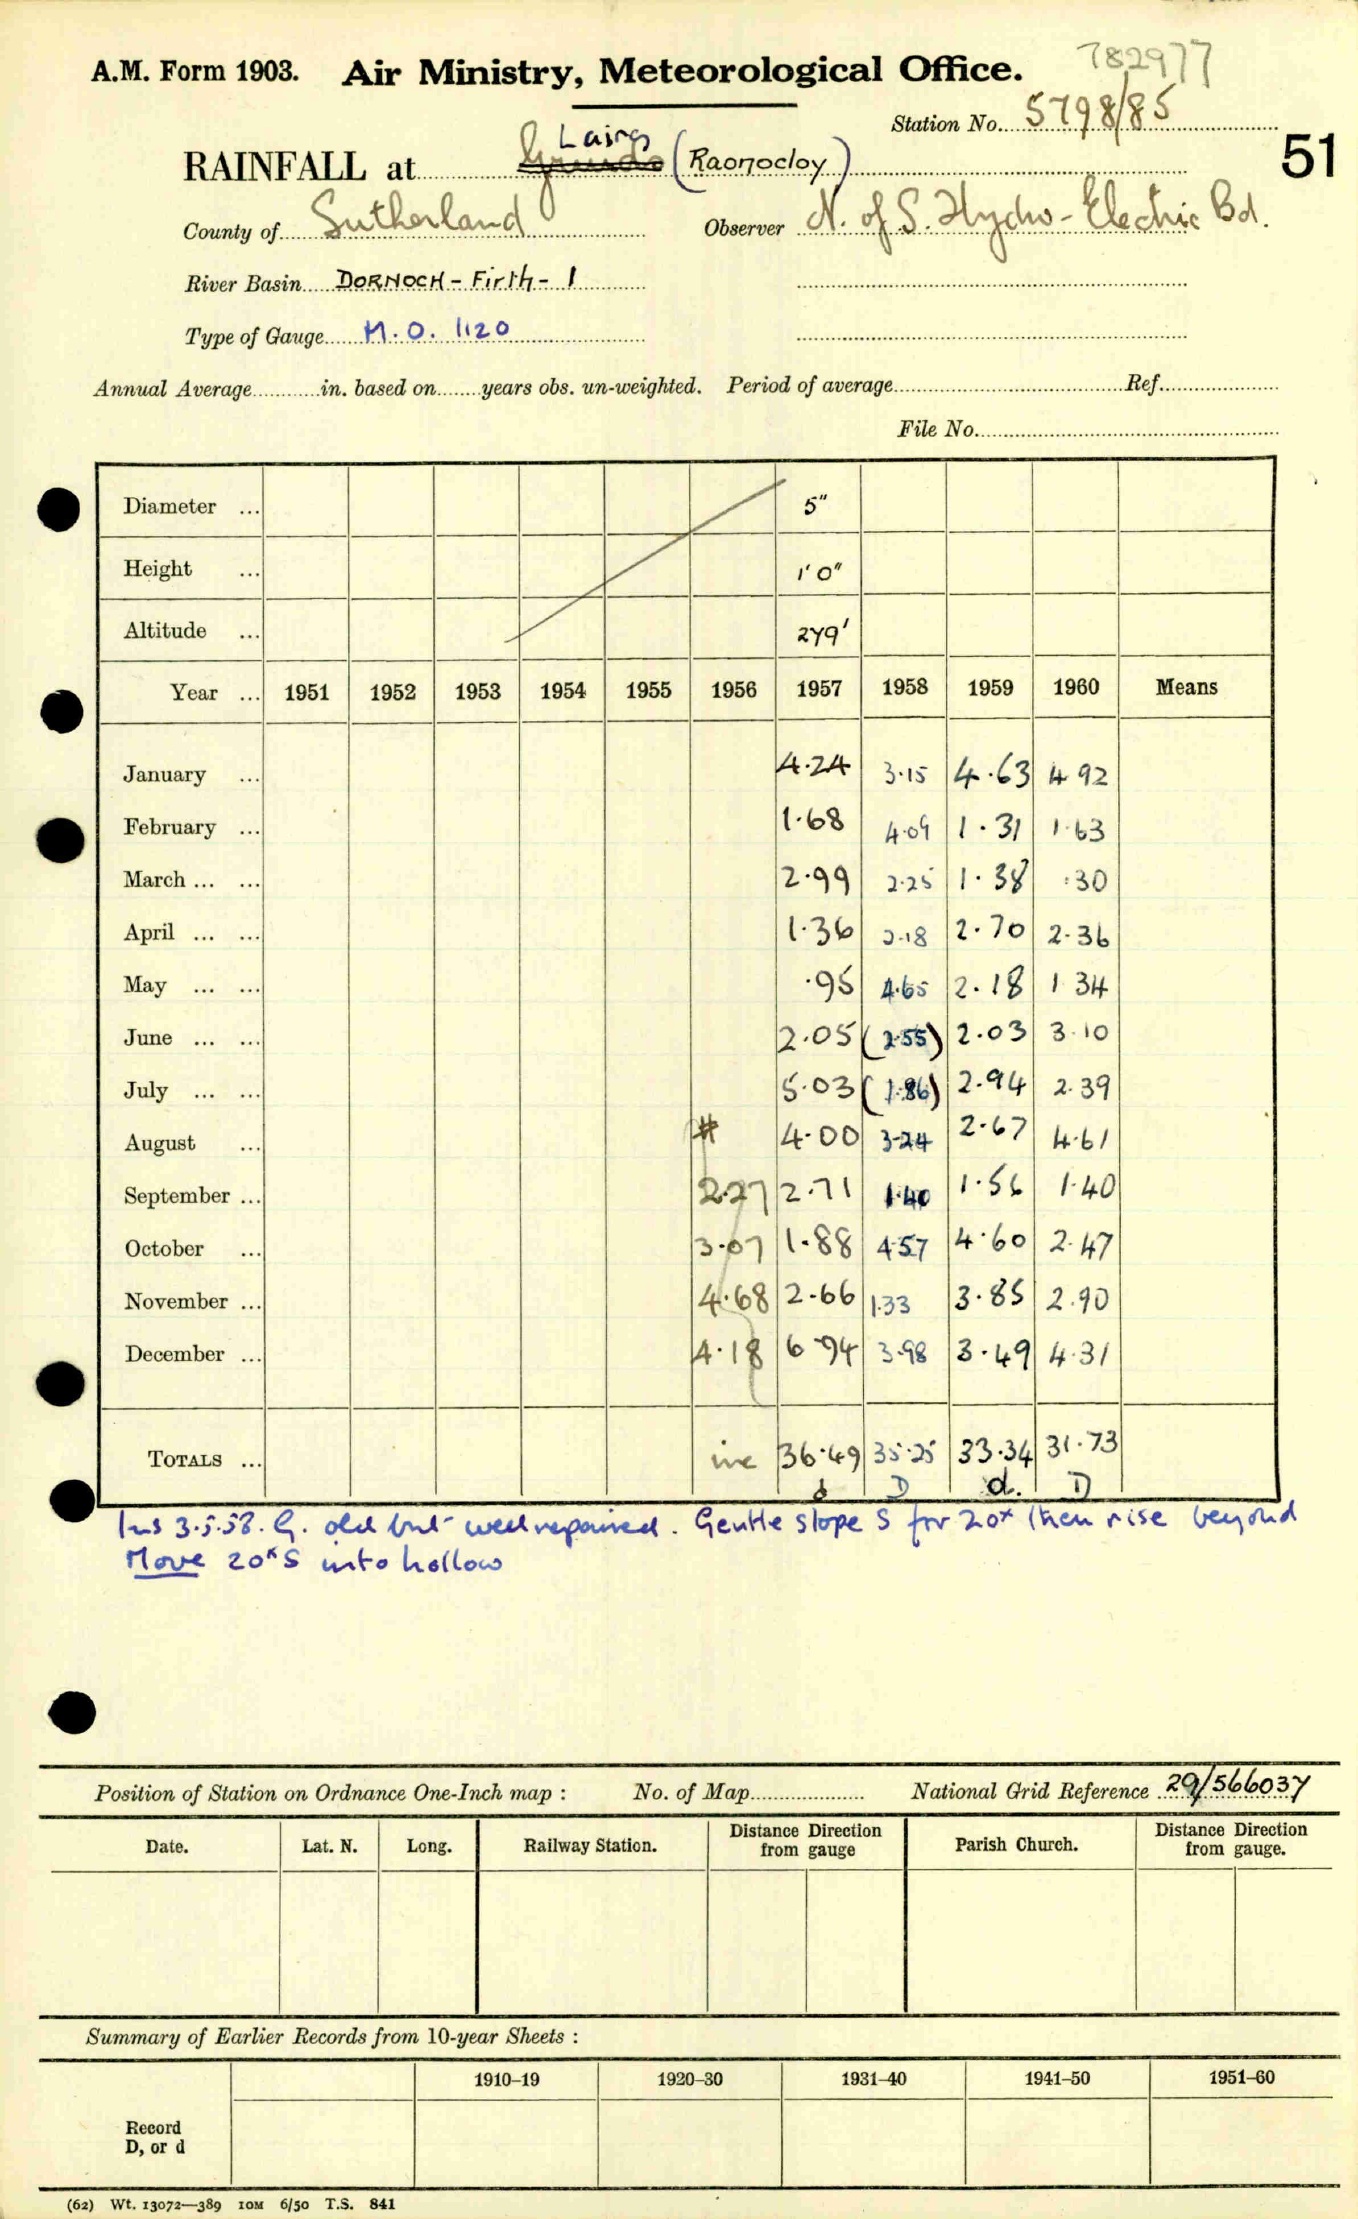 782977
A.M. Form 1903. Air Ministry, Meteorological Office.
Station No. 5798/85
51
Lairg
RAINFALL at (Raonocloy)
County of Sutherland Observer N. of S. Hydro-Electric Bd.
River Basin DORNOCH - Firth - 1
Type of Gauge M.O. 1120
Annual Average in. based on years obs. un-weighted. Period of average Ref.
File No.
Diameter ... 5"
Height ... 1' 0"
Altitude ... 279'
Year ... 1951 1952 1953 1954 1955 1956 1957 1958 1959 1960 Means
January ... 4.24 3.15 4.63 4 92
February ... 1.68 4.09 1.31 1.63
March ... ... 2.99 2.25 1.38 .30
April ... ... 1.36 2.18 2.70 2.36
May ... ... .95 4.65 2.18 1 34
June ... ... 2.05 (2.55) 2.03 3.10
July ... ... 5.03 (1.86) 2.94 2.39
August ... # 4.00 3.24 2.67 4.61
September ... 2.27 2.71 1.40 1.56 1.40
October ... 3.07 1.88 4.57 4.60 2.47
November ... 4.68 2.66 1.33 3.85 2.90
December ... 4.18 6 94 3.98 3.49 4.31
TOTALS ... inc 36.49 35.25 33.34 31.73
d D d. D
Ins 3.5.58. G. old but well repaired. Gentle slope S for 20ˣ then rise beyond
Move 20ˣ S into hollow
Position of Station on Ordnance One-Inch map : No. of Map National Grid Reference 29/566037
Date. Lat. N. Long. Railway Station. Distance from Direction gauge Parish Church. Distance from Direction gauge.
Summary of Earlier Records from 10-year Sheets :
1910–19 1920–30 1931–40 1941–50 1951–60
Record
D, or d
(62) Wt. 13072—389 10M 6/50 T.S. 841